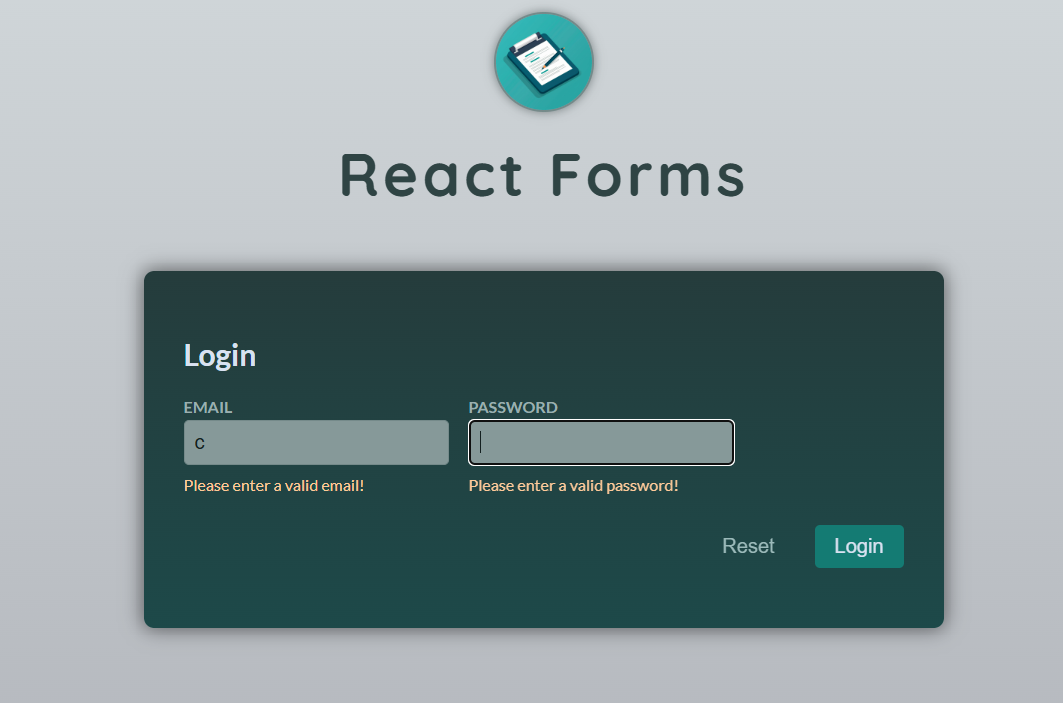 React Forms
Login
EMAIL PASSWORD
c
Please enter a valid email! Please enter a valid password!
Reset Login